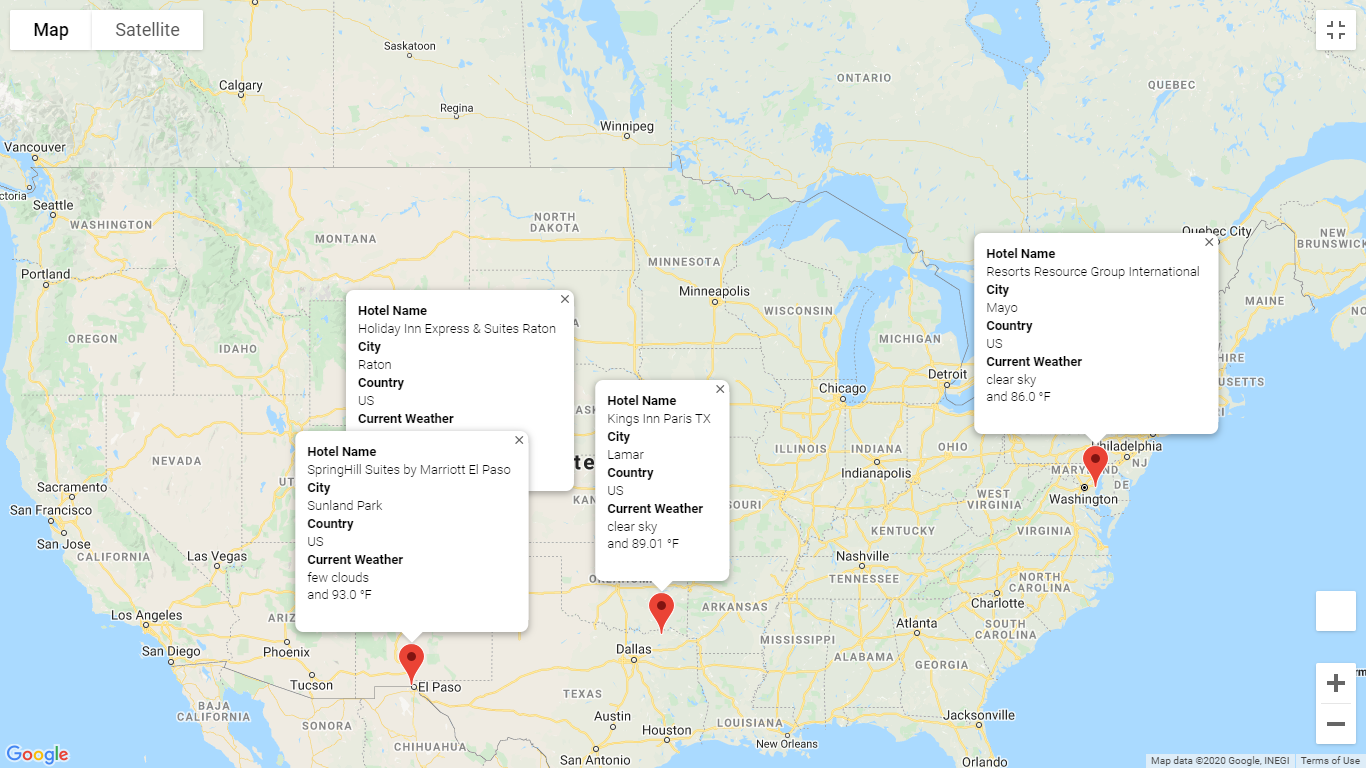 Map
Satellite
Saskatoon
Calgary
ONTARIO
QUEBEC
Regina
Winnipeg
Vancouver
ctoria
Seattle
WASHINGTON
NORTH
DAKOTA
MONTANA
Quebec City
NEW
BRUNSWICK
MINNESOTA
Portland
Minneapolis
MAINE
WISCONSIN
NO
OREGON
MICHIGAN
IDAHO
HIRE
Detroit
USETTS
Chicago
Hotel Name
Resorts Resource Group International
City
Mayo
Country
US
Current Weather
clear sky
and 86.0 °F
Hotel Name
Holiday Inn Express & Suites Raton
City
Raton
Country
US
Current Weather
Hotel Name
Kings Inn Paris TX
City
Lamar
Country
US
Current Weather
clear sky
and 89.01 °F
Hotel Name
SpringHill Suites by Marriott El Paso
City
Sunland Park
Country
US
Current Weather
few clouds
and 93.0 °F
NEVADA
UT
te
KAN
ILLINOIS
INDIANA
OHIO
Philadelphia
NJ
DE
Sacramento
San Francisco
San Jose
CALIFORNIA
Las Vegas
Indianapolis
WEST
VIRGINIA
Washington
KENTUCKY
VIRGINIA
Nashville
TENNESSEE
NORTH
CAROLINA
Charlotte
Los Angeles
San Diego
Phoenix
Tucson
ARKANSAS
Atlanta
SOUTH
CAROLINA
Dallas
MISSISSIPPI
ALABAMA
GEORGIA
El Paso
TEXAS
BAJA
CALIFORNIA
SONORA
CHIHUAHUA
Austin
Houston
San Antonio
LOUISIANA
New Orleans
Jacksonville
Orlando
Google
Map data ©2020 Google, INEGI
Terms of Use